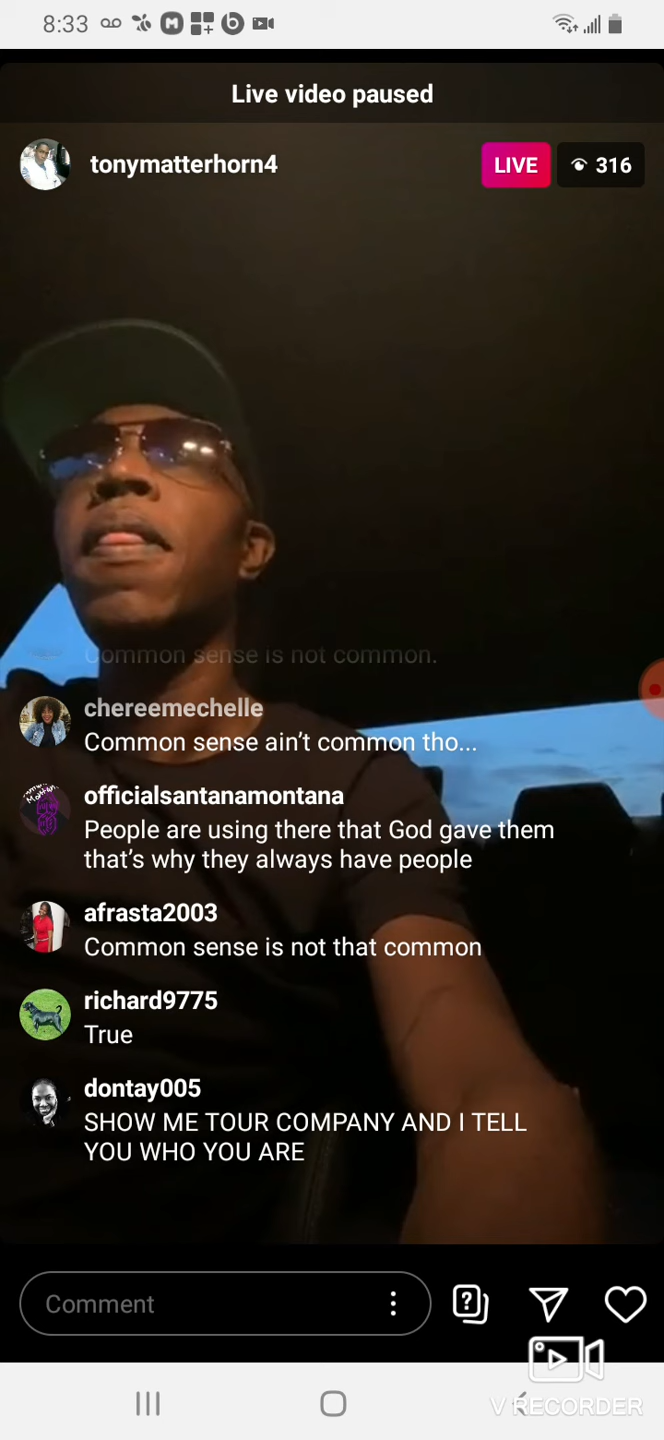 8:33
Live video paused
tonymatterhorn4
LIVE
316
Common sense is not common.
chereemechelle
Common sense ain't common tho...
officialsantanamontana
People are using there that God gave them
that's why they always have people
afrasta2003
Common sense is not that common
richard9775
True
dontay005
SHOW ME TOUR COMPANY AND I TELL
YOU WHO YOU ARE
Comment
V RECORDER